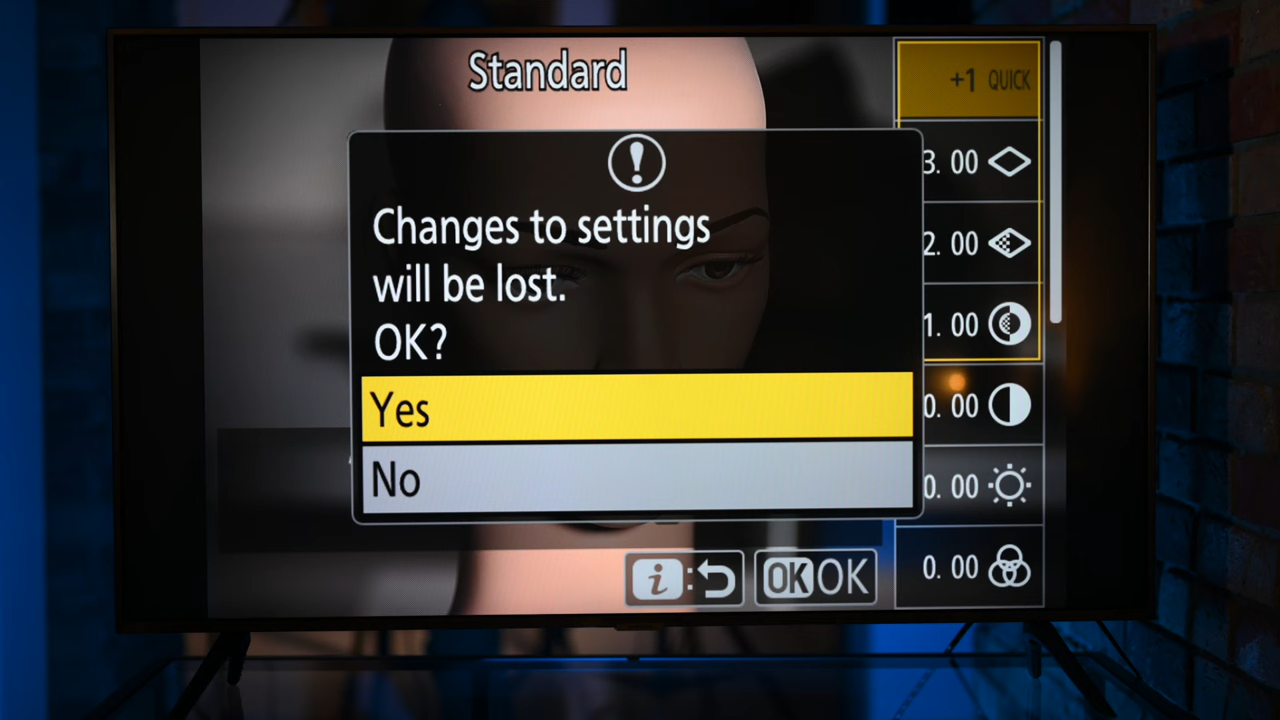 Standard
+1 QUICK
3. 00
2. 00
1. 00
0. 00
0. 00
0. 00
!
Changes to settings
will be lost.
OK?
Yes
No
i : OK OK